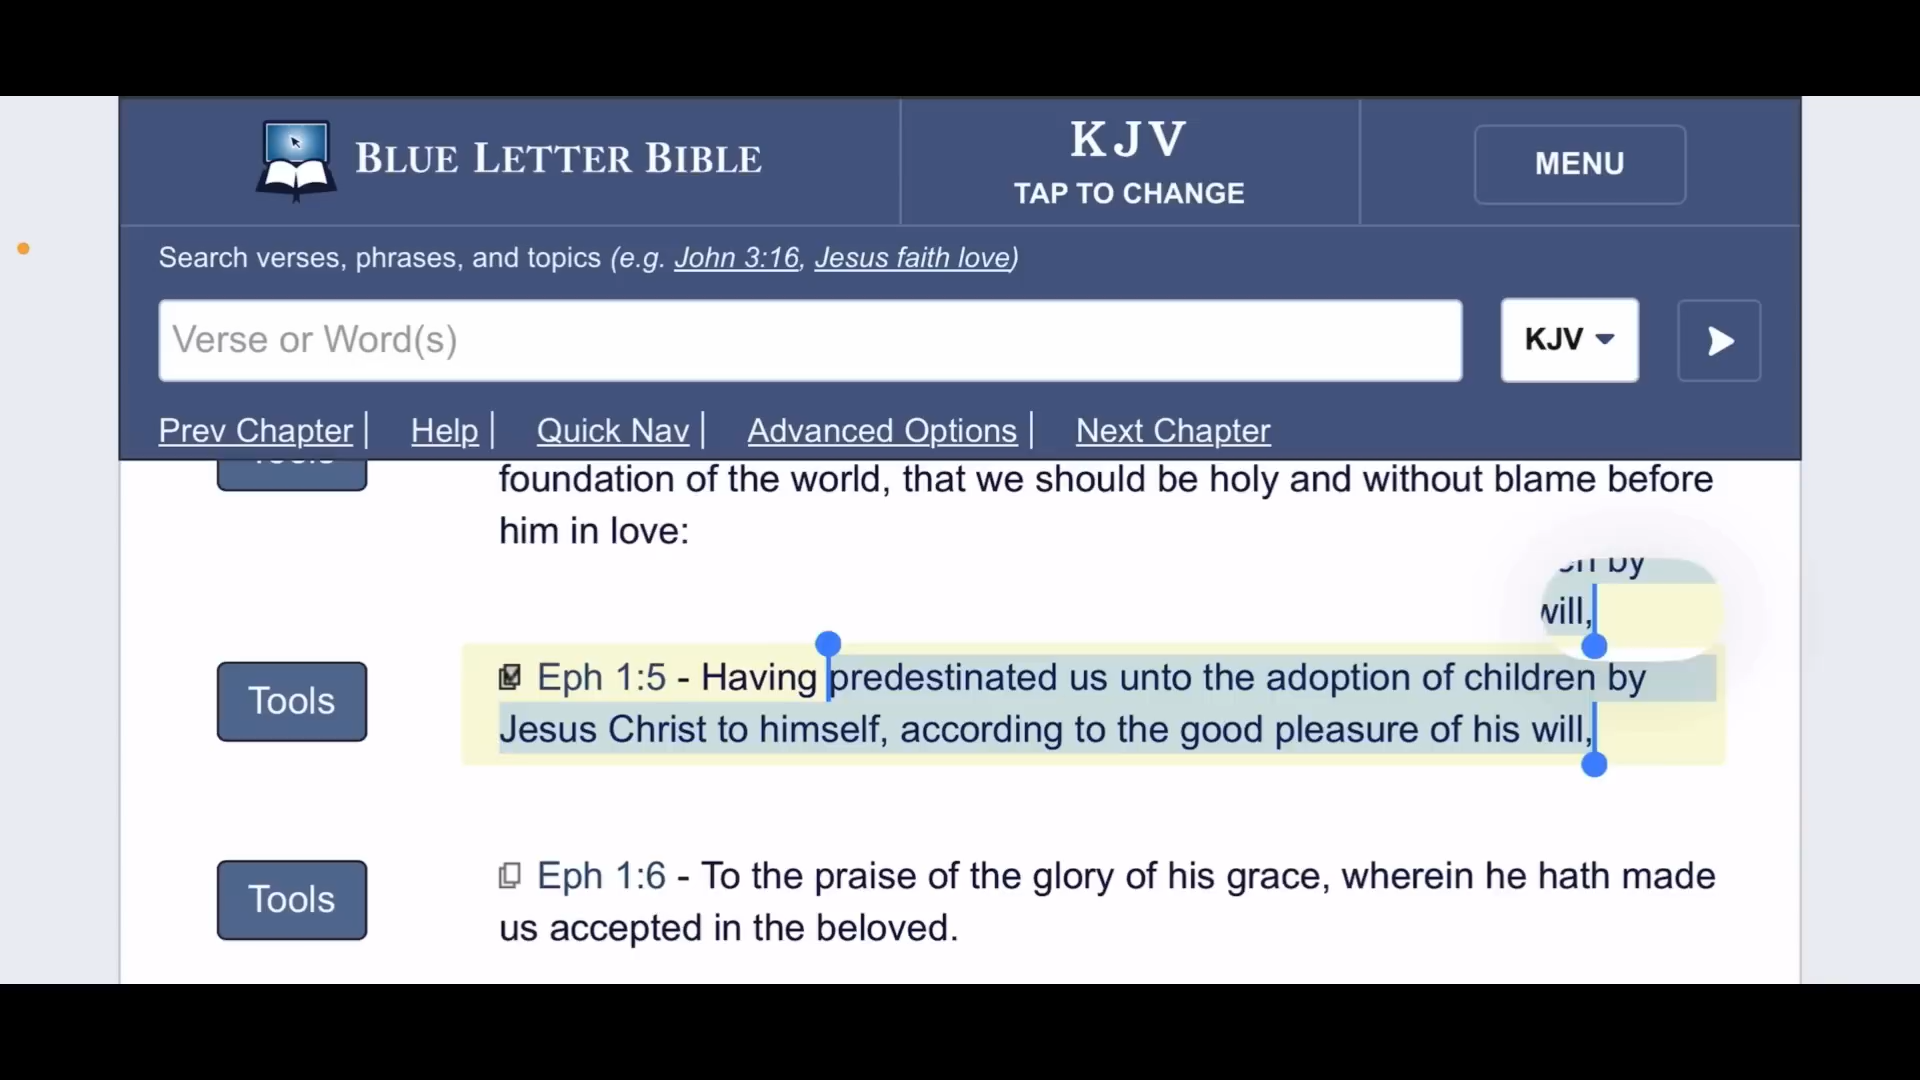 BLUE LETTER BIBLE
KJV
TAP TO CHANGE
MENU
Search verses, phrases, and topics (e.g. John 3:16, Jesus faith love)
Verse or Word(s)
KJV
Prev Chapter | Help | Quick Nav | Advanced Options | Next Chapter
Tools
foundation of the world, that we should be holy and without blame before
him in love:
by
will,
Tools
Eph 1:5 - Having predestinated us unto the adoption of children by
Jesus Christ to himself, according to the good pleasure of his will,
Tools
Eph 1:6 - To the praise of the glory of his grace, wherein he hath made
us accepted in the beloved.